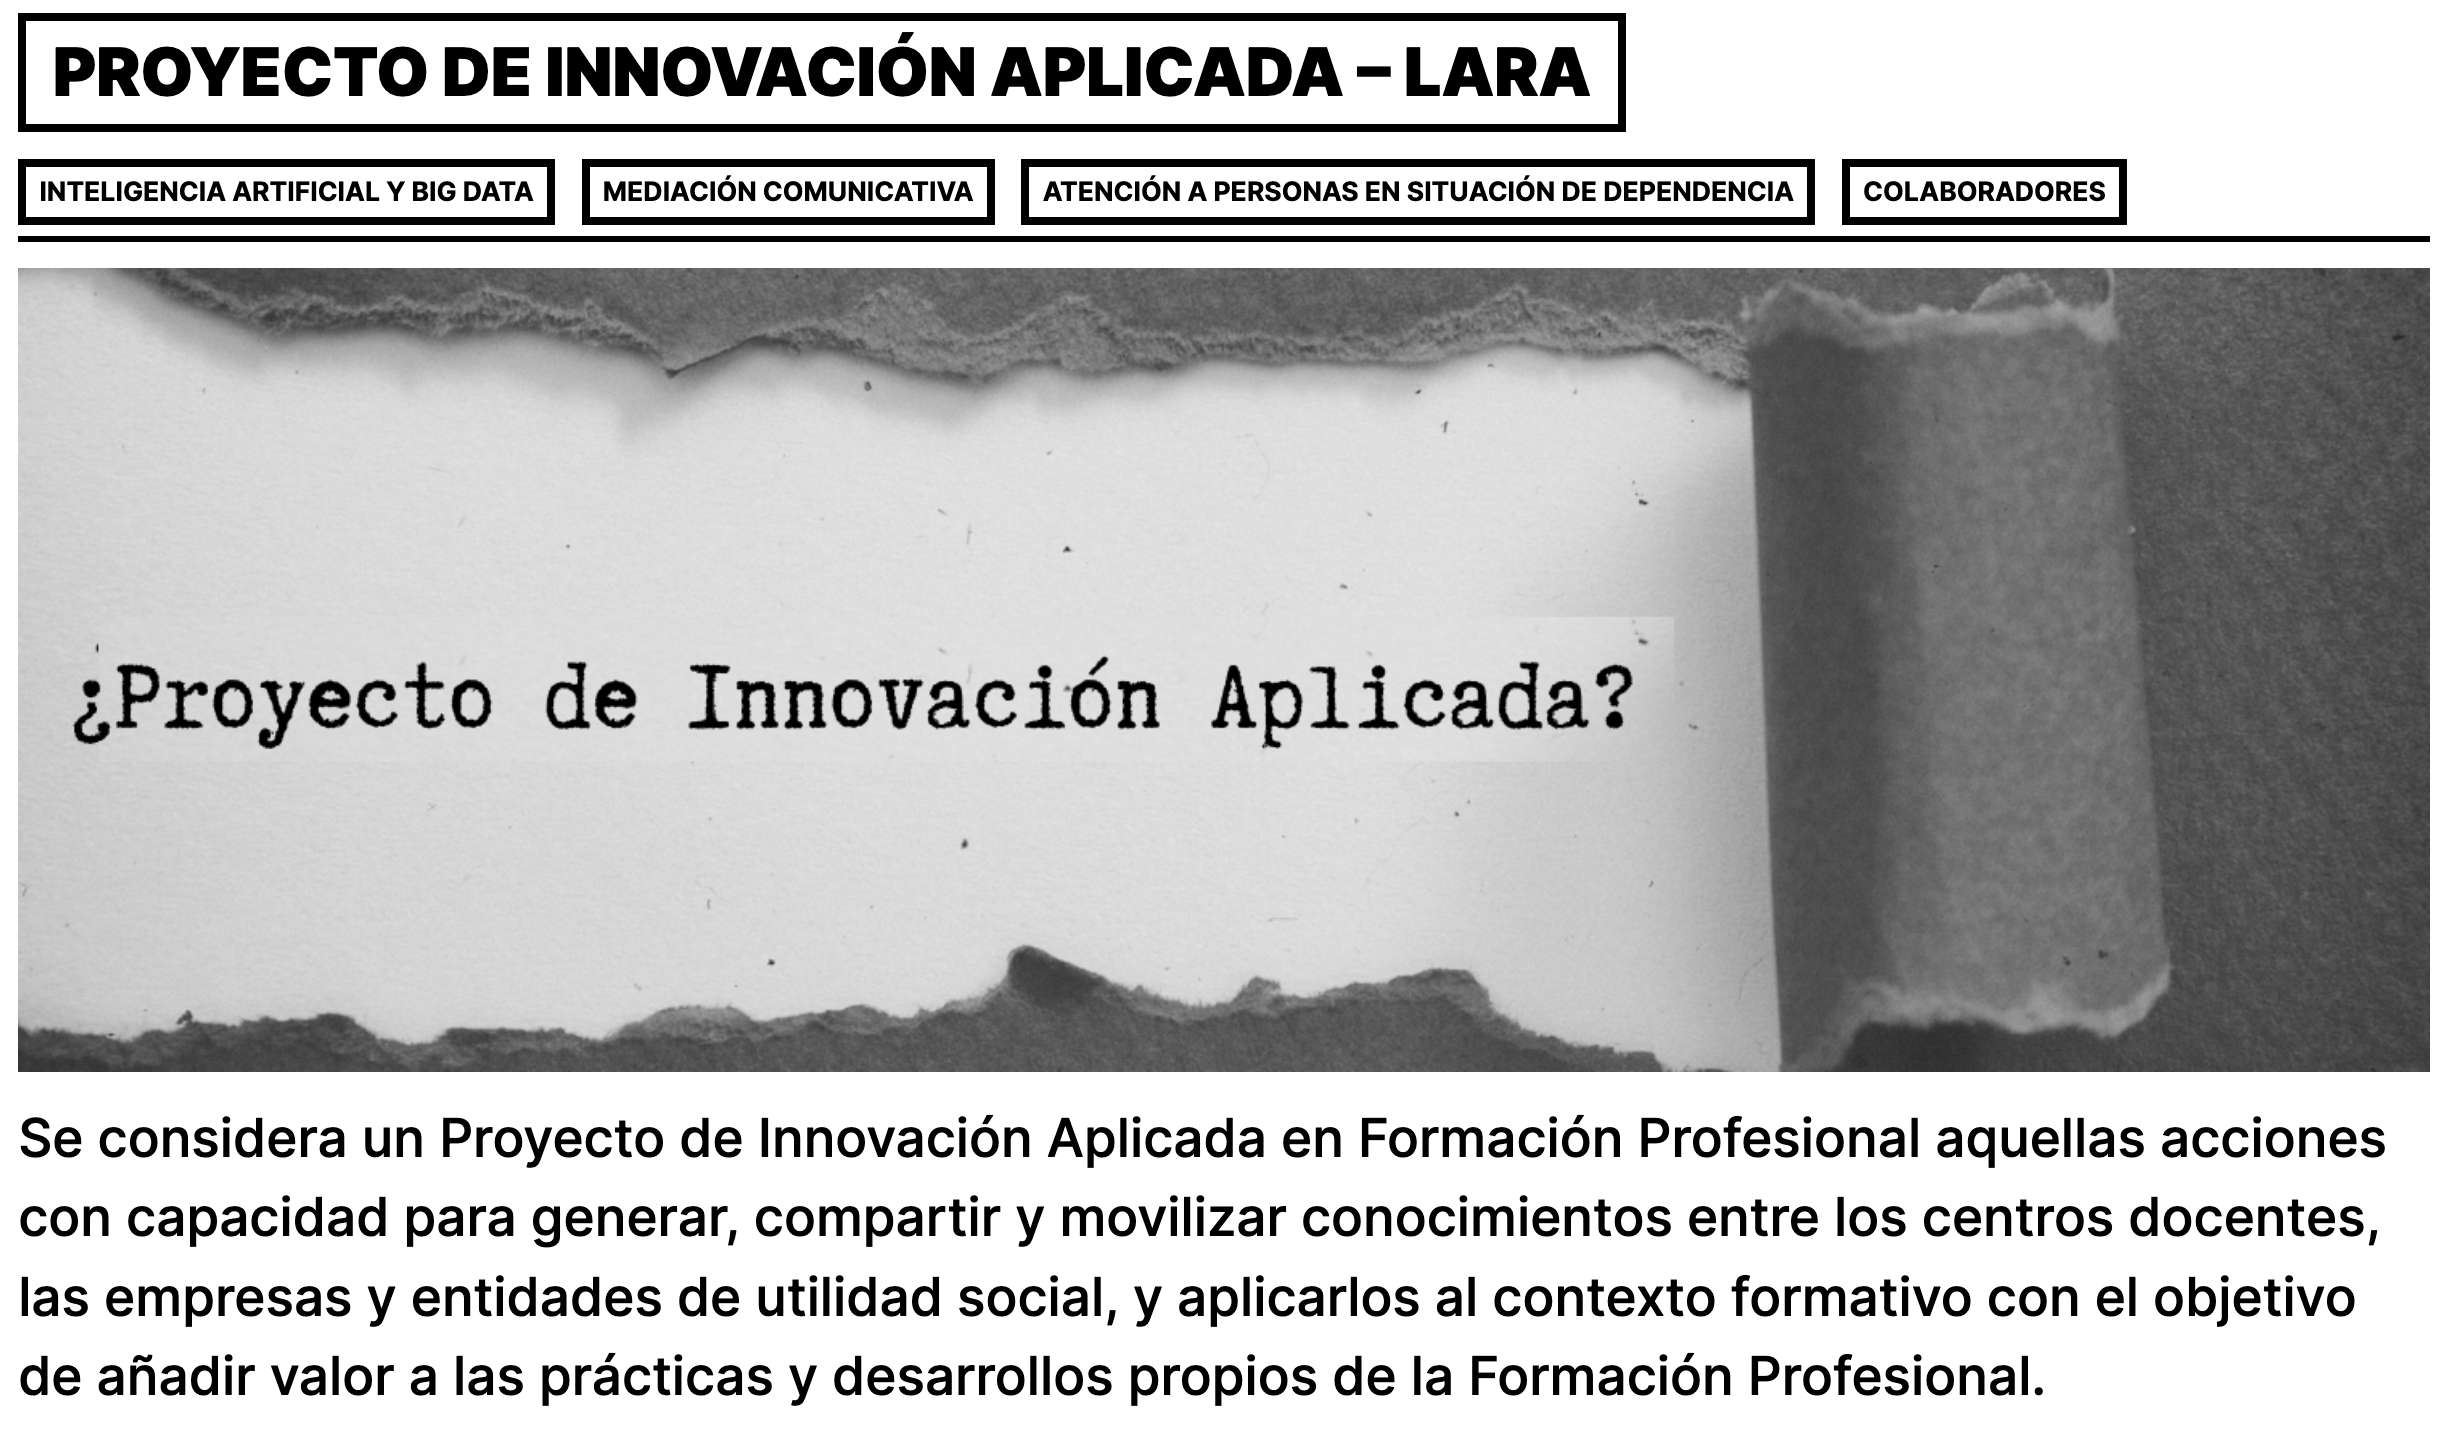 PROYECTO DE INNOVACIÓN APLICADA – LARA
INTELIGENCIA ARTIFICIAL Y BIG DATA
MEDIACIÓN COMUNICATIVA
ATENCIÓN A PERSONAS EN SITUACIÓN DE DEPENDENCIA
COLABORADORES
¿Proyecto de Innovación Aplicada?
Se considera un Proyecto de Innovación Aplicada en Formación Profesional aquellas acciones
con capacidad para generar, compartir y movilizar conocimientos entre los centros docentes,
las empresas y entidades de utilidad social, y aplicarlos al contexto formativo con el objetivo
de añadir valor a las prácticas y desarrollos propios de la Formación Profesional.